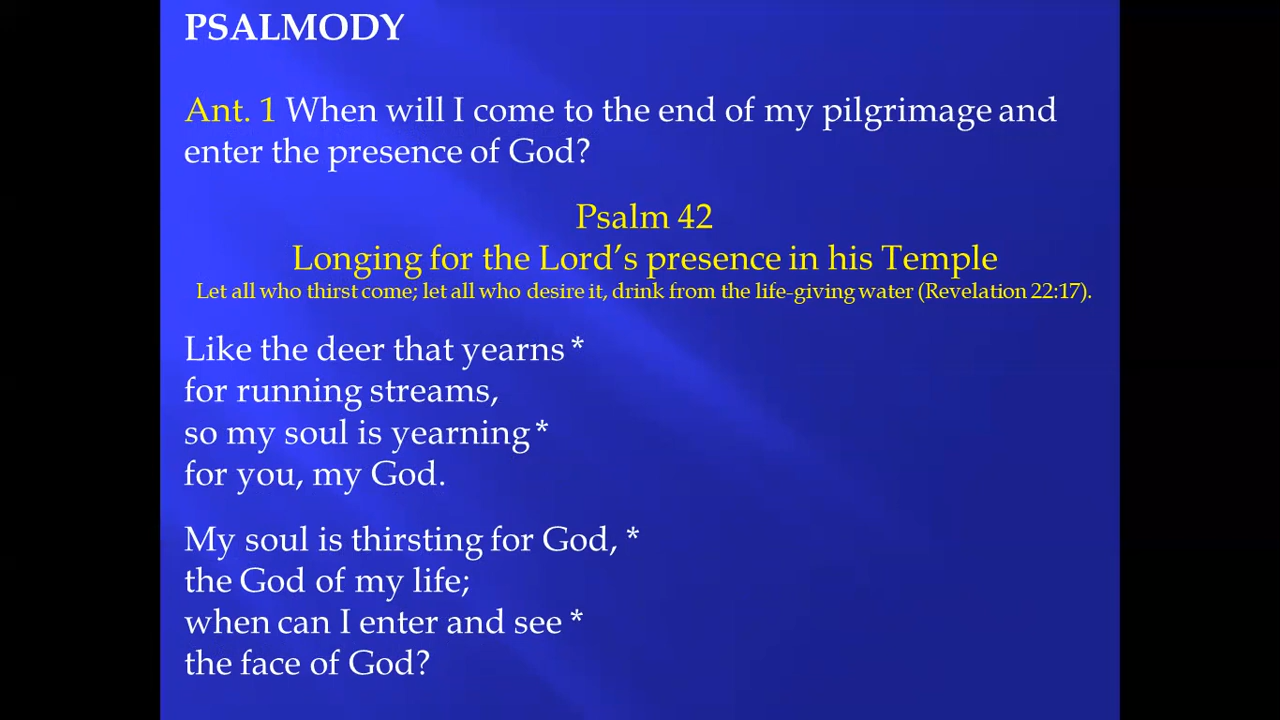 PSALMODY
Ant. 1 When will I come to the end of my pilgrimage and
enter the presence of God?
Psalm 42
Longing for the Lord’s presence in his Temple
Let all who thirst come; let all who desire it, drink from the life-giving water (Revelation 22:17).
Like the deer that yearns *
for running streams,
so my soul is yearning *
for you, my God.
My soul is thirsting for God, *
the God of my life;
when can I enter and see *
the face of God?